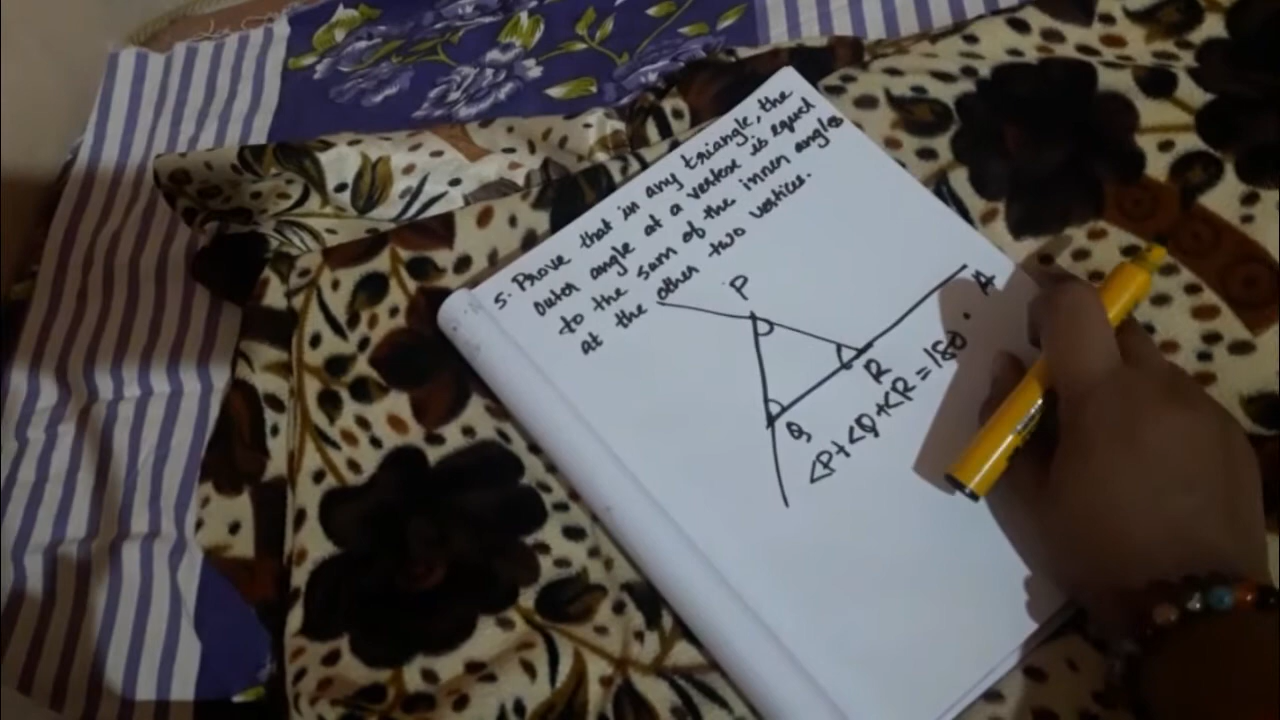 5. Prove that in any triangle, the
outer angle at a vertex is equal
to the sum of the inner angles
at the other two vertices.
P
A
R
Q
<P+<Q+<R=180.